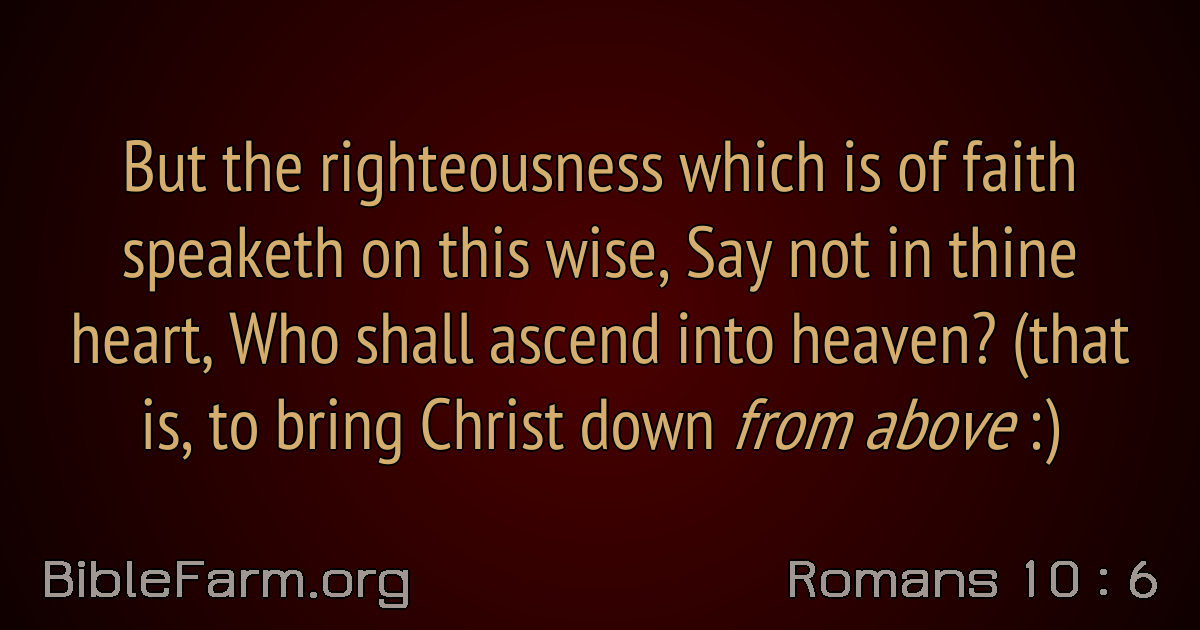 But the righteousness which is of faith
speaketh on this wise, Say not in thine
heart, Who shall ascend into heaven? (that
is, to bring Christ down from above :)
BibleFarm.org
Romans 10 : 6